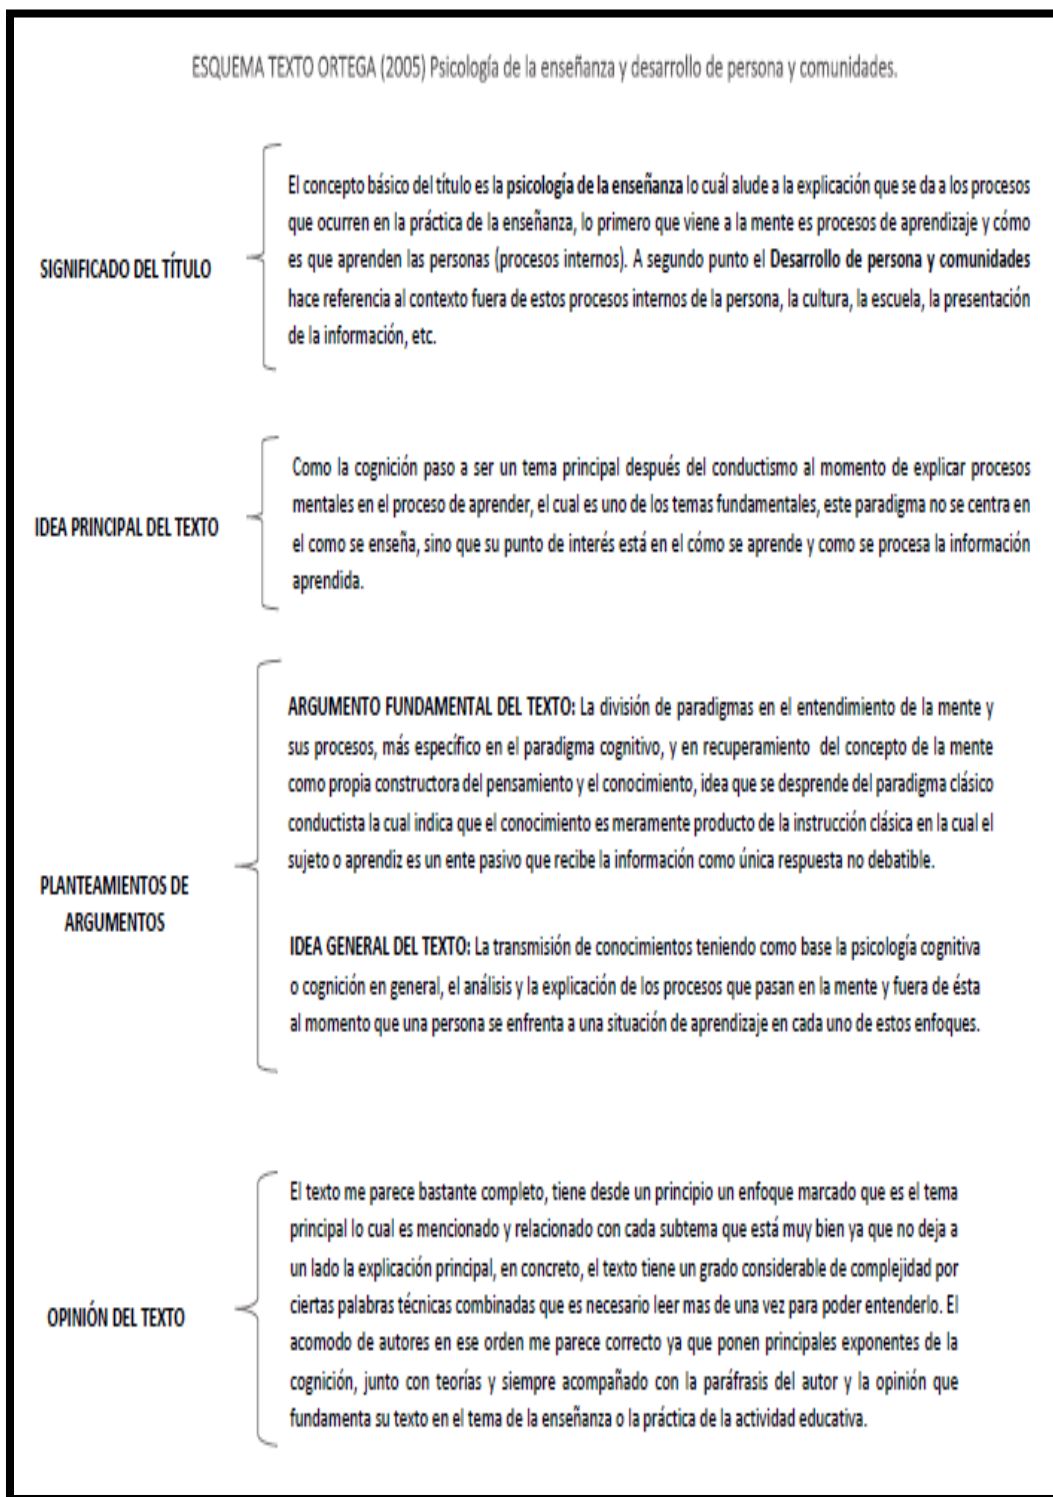 ESQUEMA TEXTO ORTEGA (2005) Psicología de la enseñanza y desarrollo de persona y comunidades.
SIGNIFICADO DEL TÍTULO
El concepto básico del título es la psicología de la enseñanza lo cuál alude a la explicación que se da a los procesos
que ocurren en la práctica de la enseñanza, lo primero que viene a la mente es procesos de aprendizaje y cómo
es que aprenden las personas (procesos internos). A segundo punto el Desarrollo de persona y comunidades
hace referencia al contexto fuera de estos procesos internos de la persona, la cultura, la escuela, la presentación
de la información, etc.
IDEA PRINCIPAL DEL TEXTO
Como la cognición paso a ser un tema principal después del conductismo al momento de explicar procesos
mentales en el proceso de aprender, el cual es uno de los temas fundamentales, este paradigma no se centra en
el como se enseña, sino que su punto de interés está en el cómo se aprende y como se procesa la información
aprendida.
PLANTEAMIENTOS DE
ARGUMENTOS
ARGUMENTO FUNDAMENTAL DEL TEXTO: La división de paradigmas en el entendimiento de la mente y
sus procesos, más específico en el paradigma cognitivo, y en recuperamiento del concepto de la mente
como propia constructora del pensamiento y el conocimiento, idea que se desprende del paradigma clásico
conductista la cual indica que el conocimiento es meramente producto de la instrucción clásica en la cual el
sujeto o aprendiz es un ente pasivo que recibe la información como única respuesta no debatible.
IDEA GENERAL DEL TEXTO: La transmisión de conocimientos teniendo como base la psicología cognitiva
o cognición en general, el análisis y la explicación de los procesos que pasan en la mente y fuera de ésta
al momento que una persona se enfrenta a una situación de aprendizaje en cada uno de estos enfoques.
OPINIÓN DEL TEXTO
El texto me parece bastante completo, tiene desde un principio un enfoque marcado que es el tema
principal lo cual es mencionado y relacionado con cada subtema que está muy bien ya que no deja a
un lado la explicación principal, en concreto, el texto tiene un grado considerable de complejidad por
ciertas palabras técnicas combinadas que es necesario leer mas de una vez para poder entenderlo. El
acomodo de autores en ese orden me parece correcto ya que ponen principales exponentes de la
cognición, junto con teorías y siempre acompañado con la paráfrasis del autor y la opinión que
fundamenta su texto en el tema de la enseñanza o la práctica de la actividad educativa.